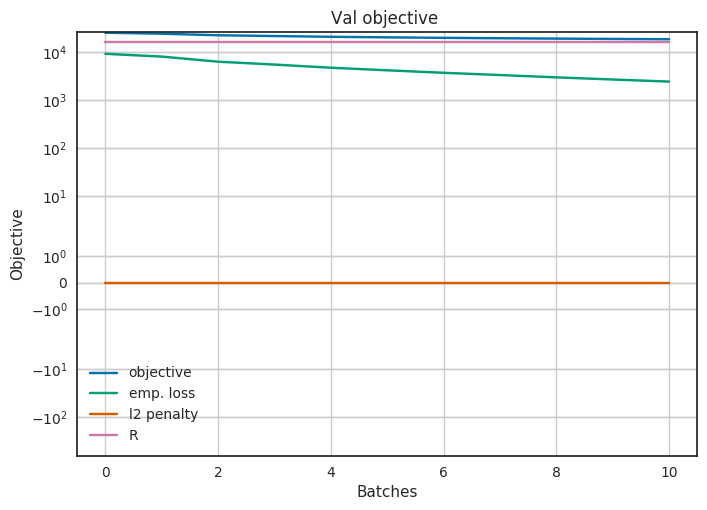 Val objective
Objective
10⁴
10³
10²
10¹
10⁰
0
−10⁰
−10¹
−10²
objective
emp. loss
l2 penalty
R
0 2 4 6 8 10
Batches